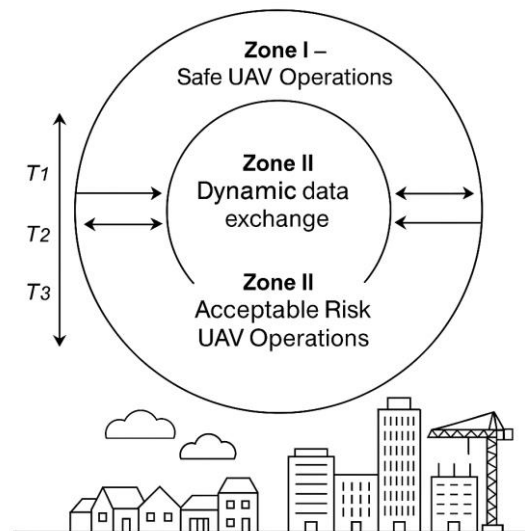 Zone I –
Safe UAV Operations
T1
T2
T3
Zone II
Dynamic data
exchange
Zone II
Acceptable Risk
UAV Operations